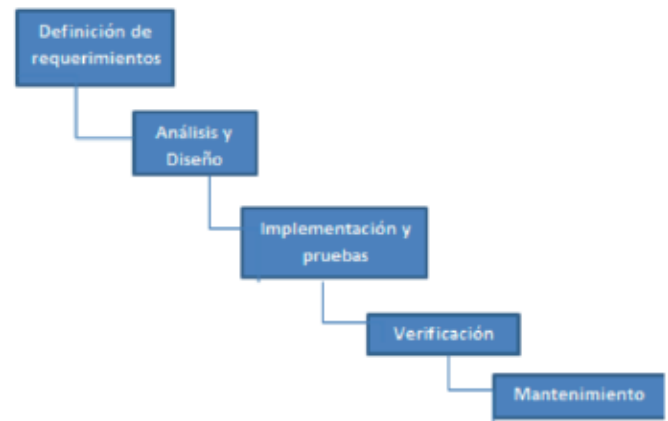 Definición de
requerimientos
Análisis y
Diseño
Implementación y
pruebas
Verificación
Mantenimiento